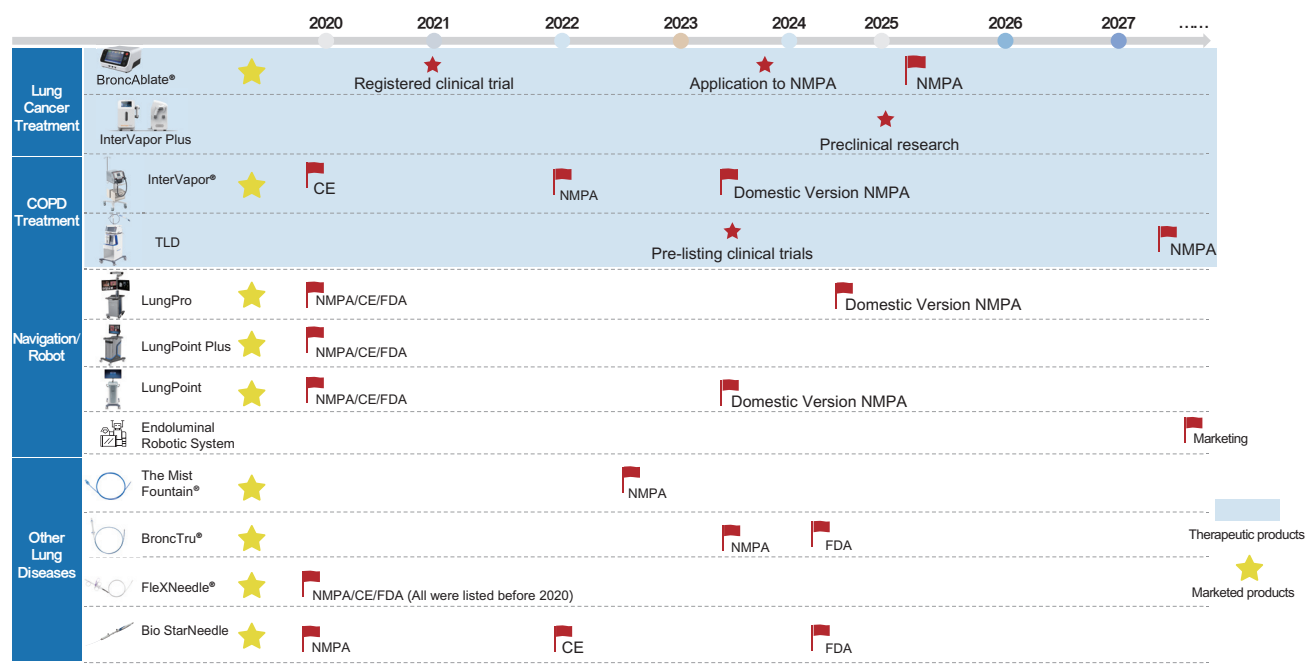 2020 2021 2022 2023 2024 2025 2026 2027 ……
Lung
Cancer
Treatment
BroncAblate®
Registered clinical trial
Application to NMPA
NMPA
InterVapor Plus
Preclinical research
COPD
Treatment
InterVapor®
CE
NMPA
Domestic Version NMPA
TLD
Pre-listing clinical trials
NMPA
Navigation/
Robot
LungPro
NMPA/CE/FDA
Domestic Version NMPA
LungPoint Plus
NMPA/CE/FDA
LungPoint
NMPA/CE/FDA
Domestic Version NMPA
Endoluminal
Robotic System
Marketing
Other
Lung
Diseases
The Mist
Fountain®
NMPA
BroncTru®
NMPA
FDA
FleXNeedle®
NMPA/CE/FDA (All were listed before 2020)
Bio StarNeedle
NMPA
CE
FDA
Therapeutic products
Marketed products